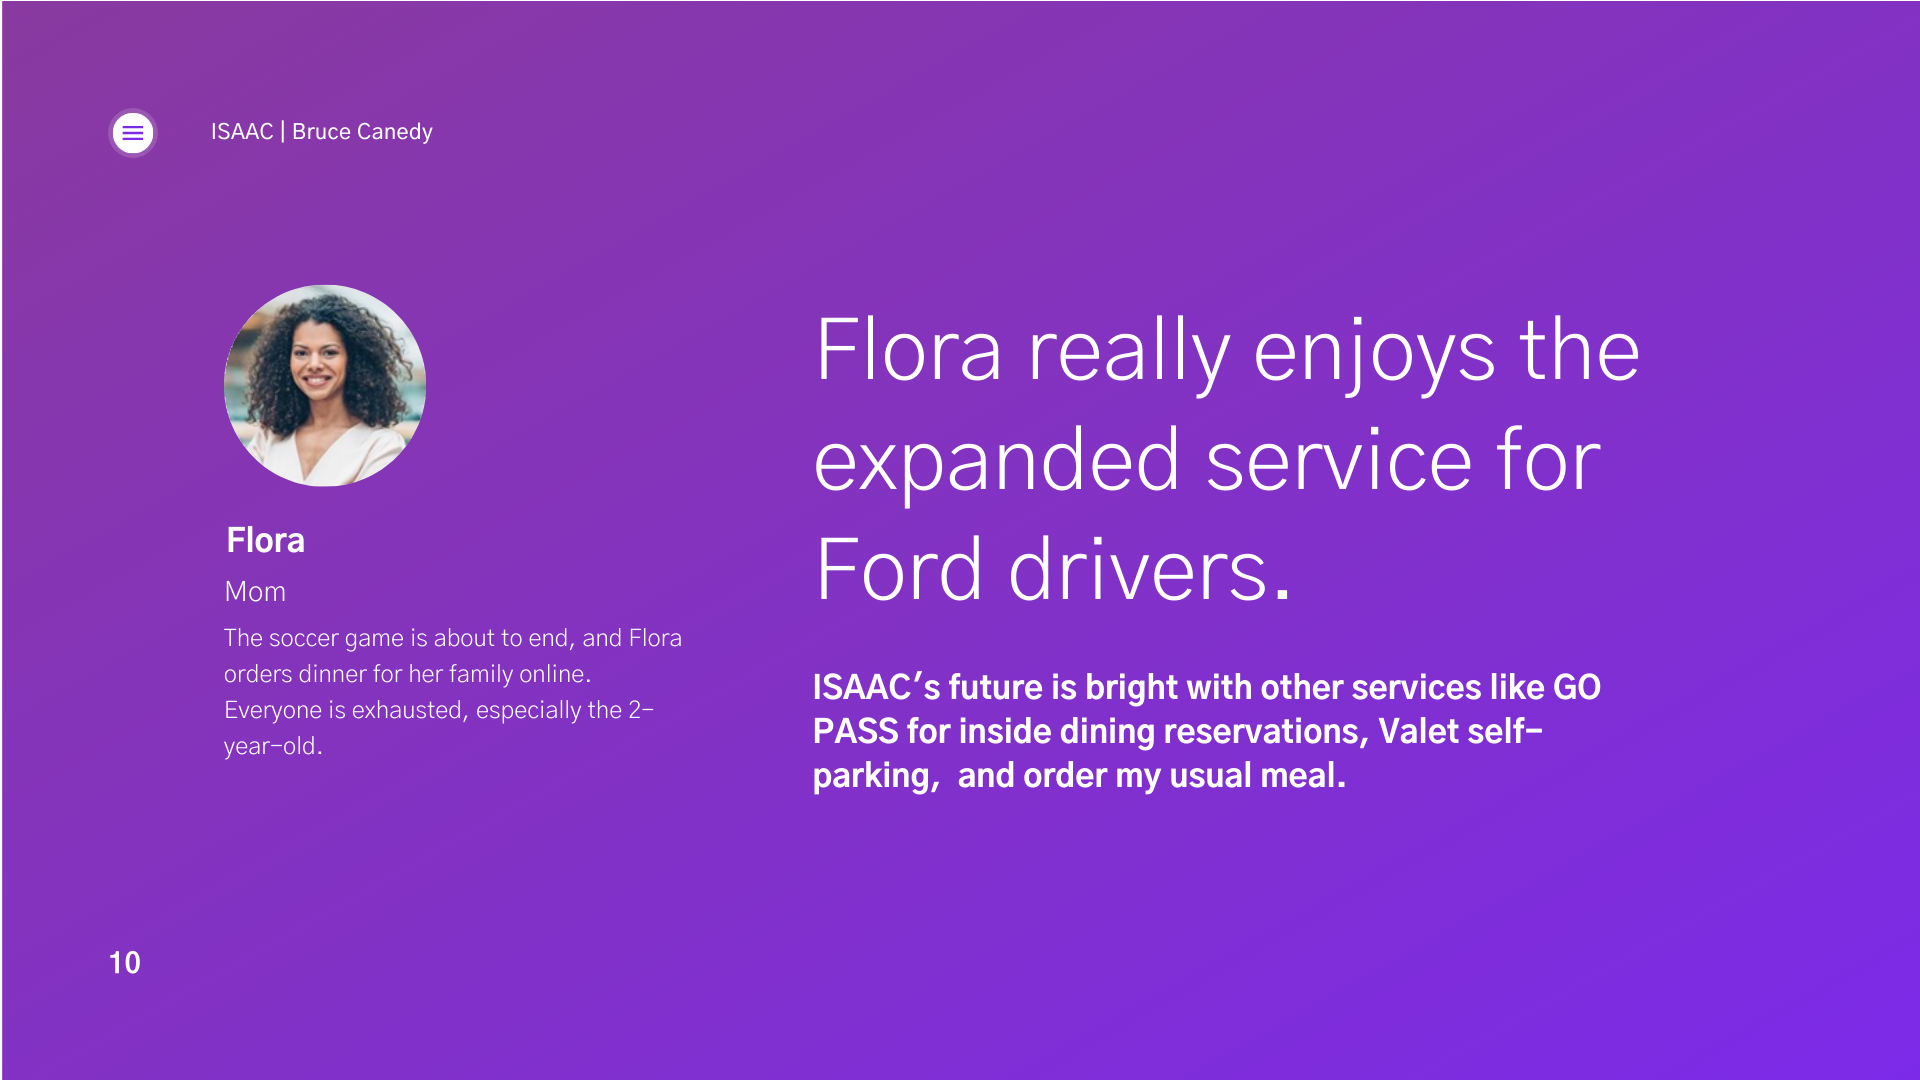 ISAAC | Bruce Canedy
Flora
Mom
The soccer game is about to end, and Flora
orders dinner for her family online.
Everyone is exhausted, especially the 2-
year-old.
Flora really enjoys the
expanded service for
Ford drivers.
ISAAC's future is bright with other services like GO
PASS for inside dining reservations, Valet self-
parking,  and order my usual meal.
10